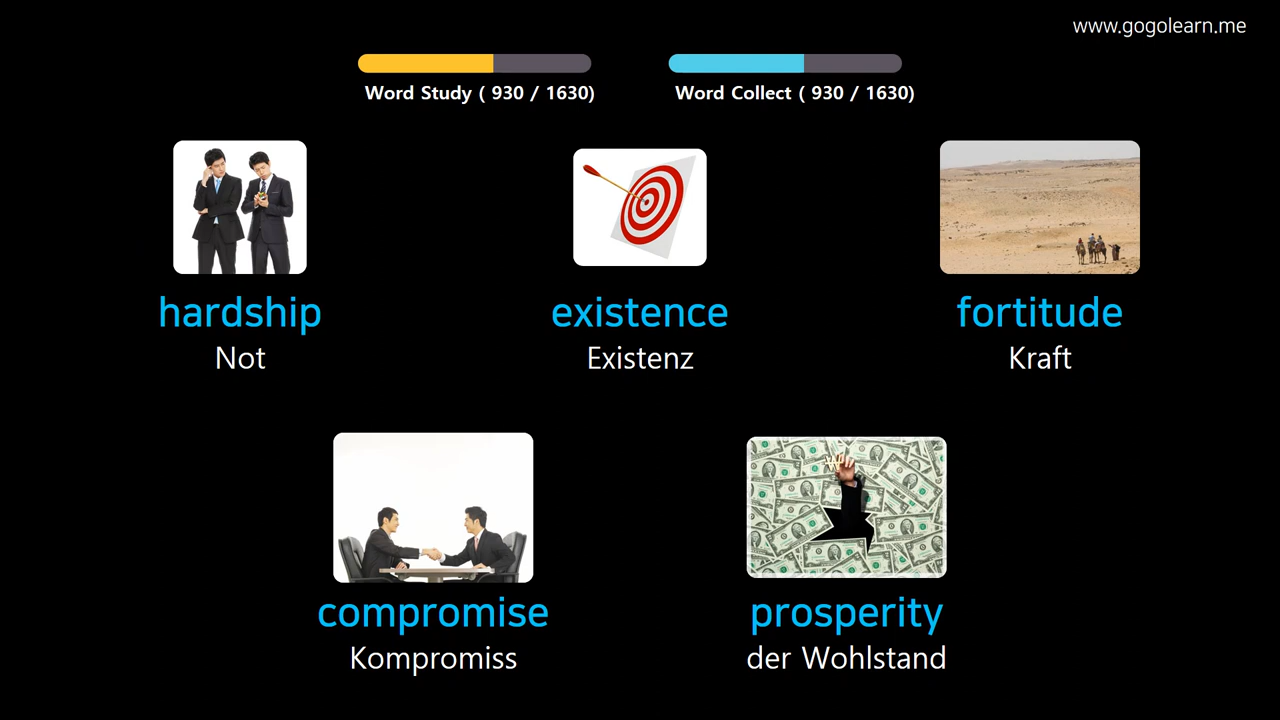 www.gogolearn.me
Word Study ( 930 / 1630)
Word Collect ( 930 / 1630)
hardship
Not
existence
Existenz
fortitude
Kraft
compromise
Kompromiss
prosperity
der Wohlstand